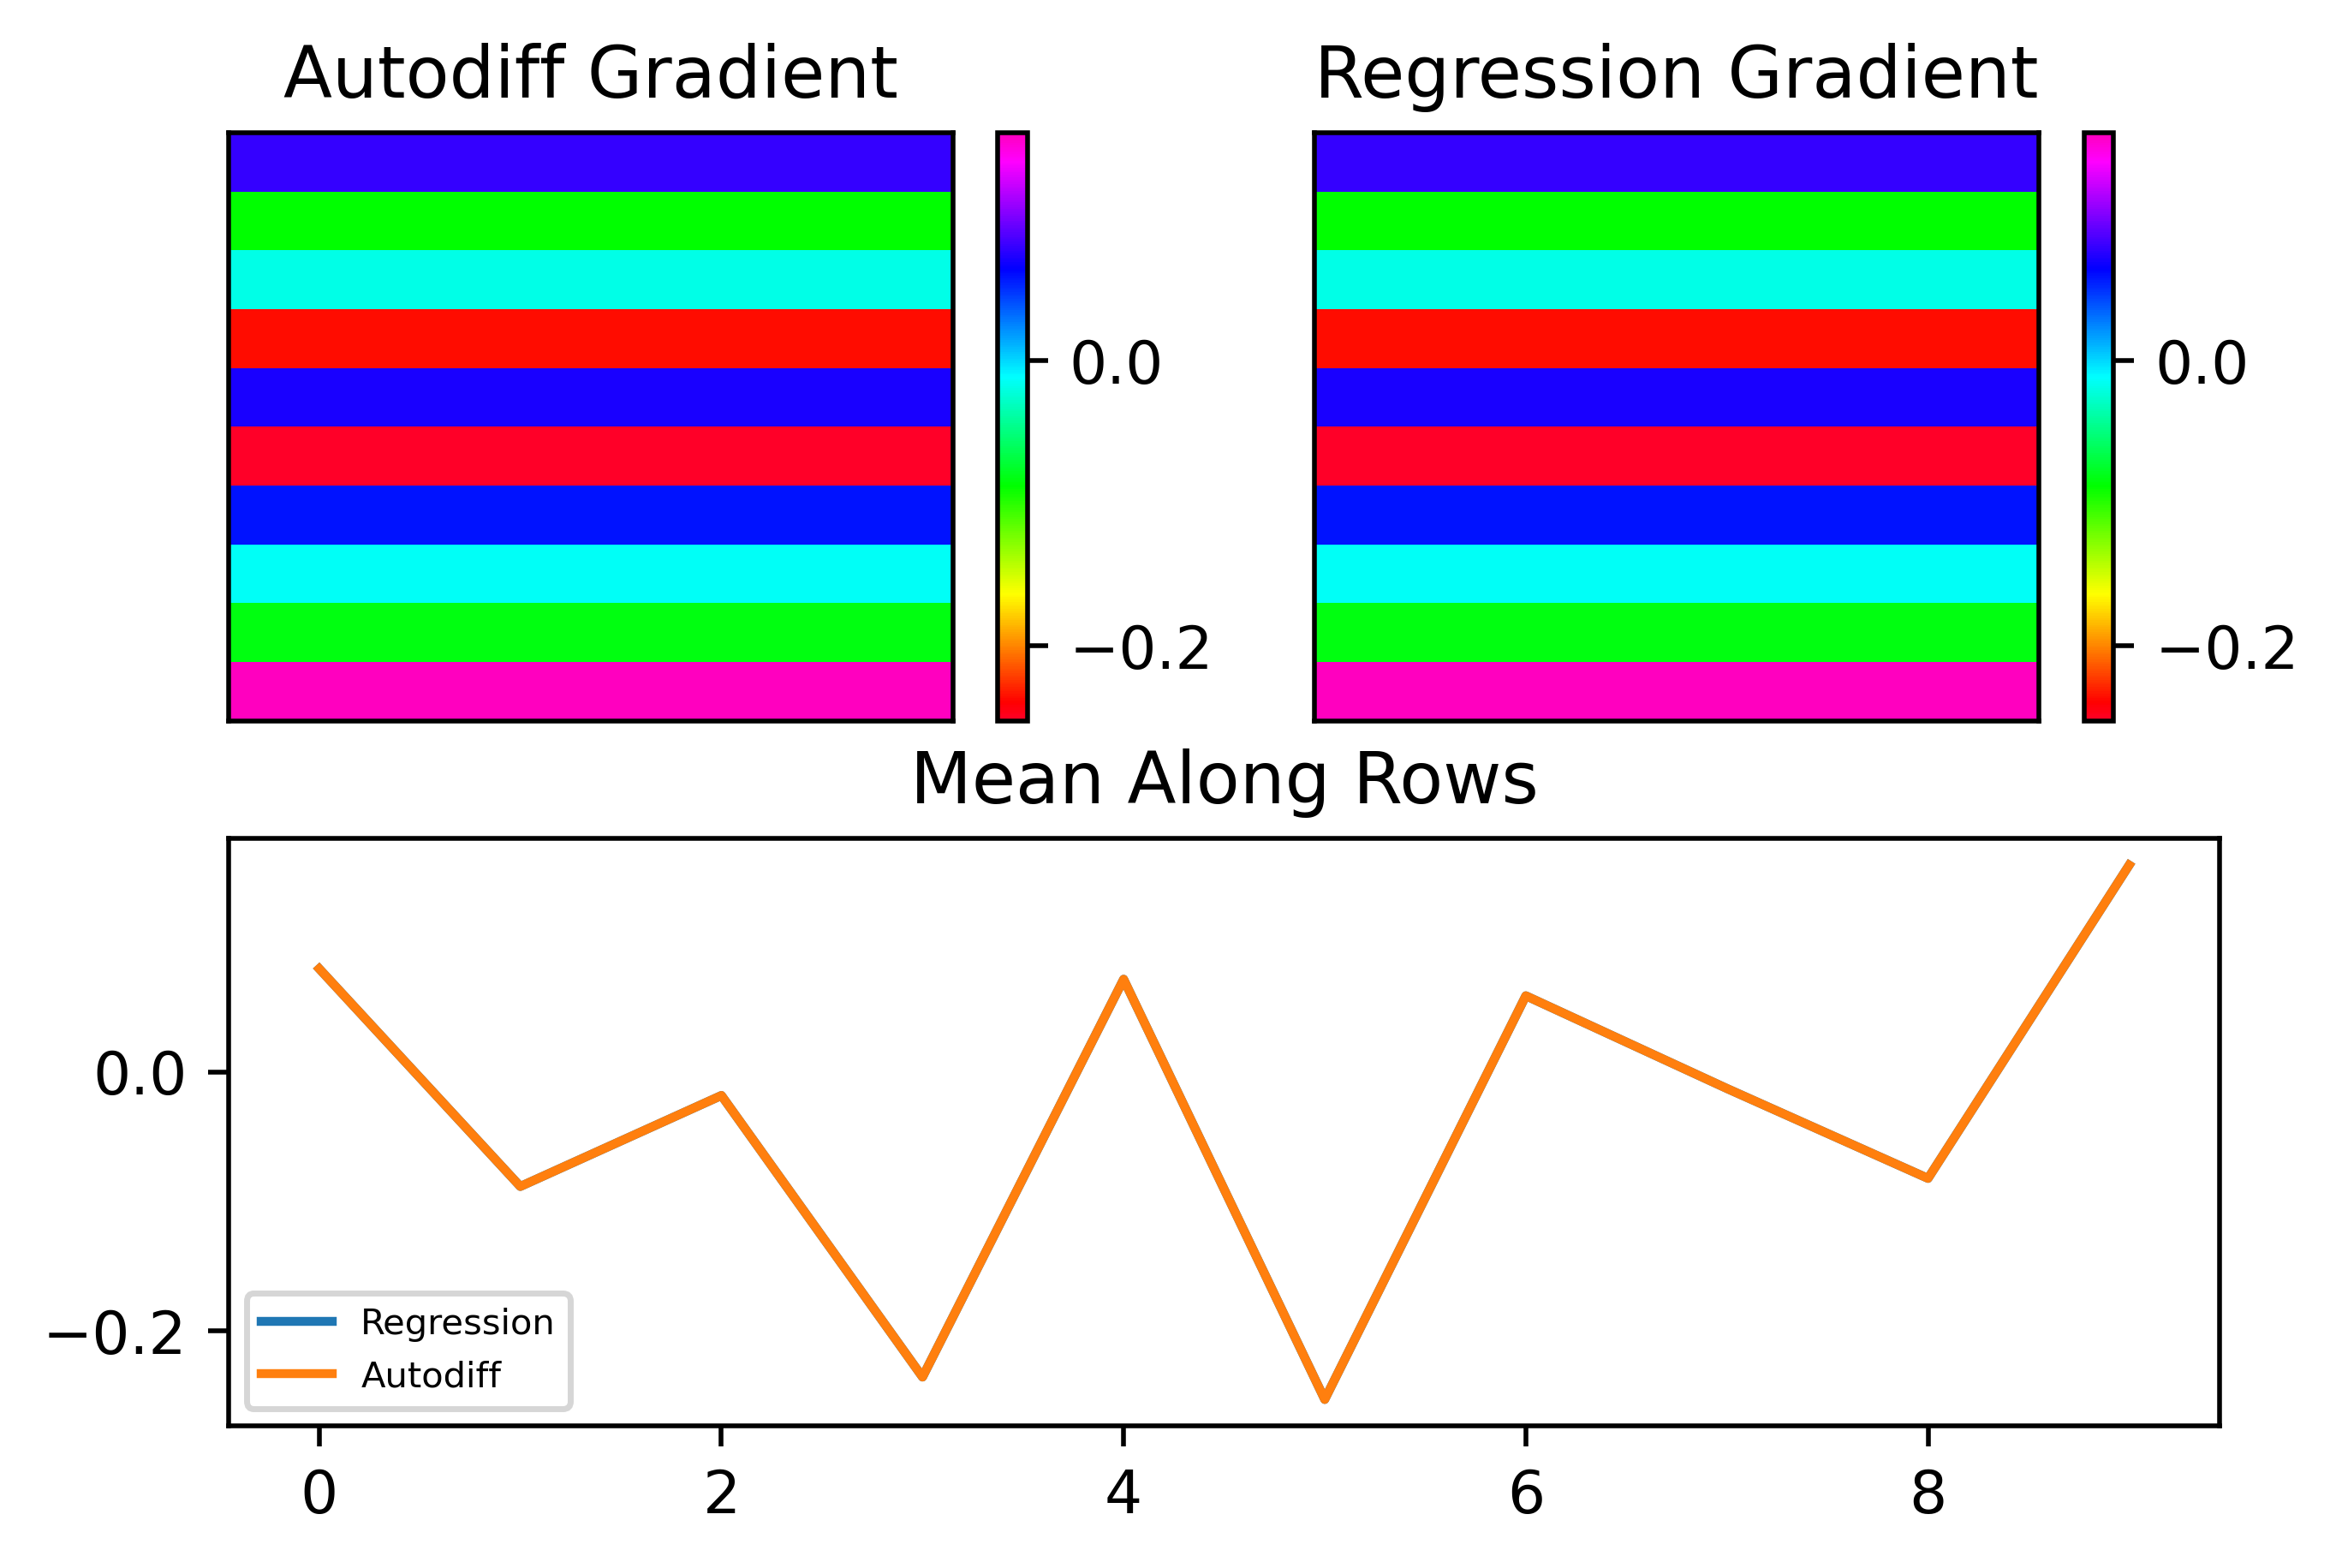 Autodiff Gradient
Regression Gradient
0.0
−0.2
0.0
−0.2
Mean Along Rows
0.0
−0.2
Regression
Autodiff
0 2 4 6 8